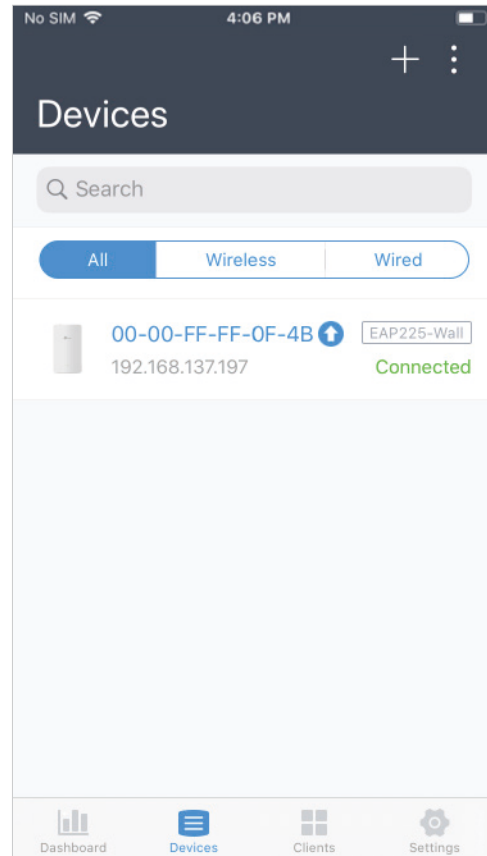 No SIM 4:06 PM
Devices
Search
All Wireless Wired
00-00-FF-FF-0F-4B EAP225-Wall
192.168.137.197 Connected
Dashboard Devices Clients Settings